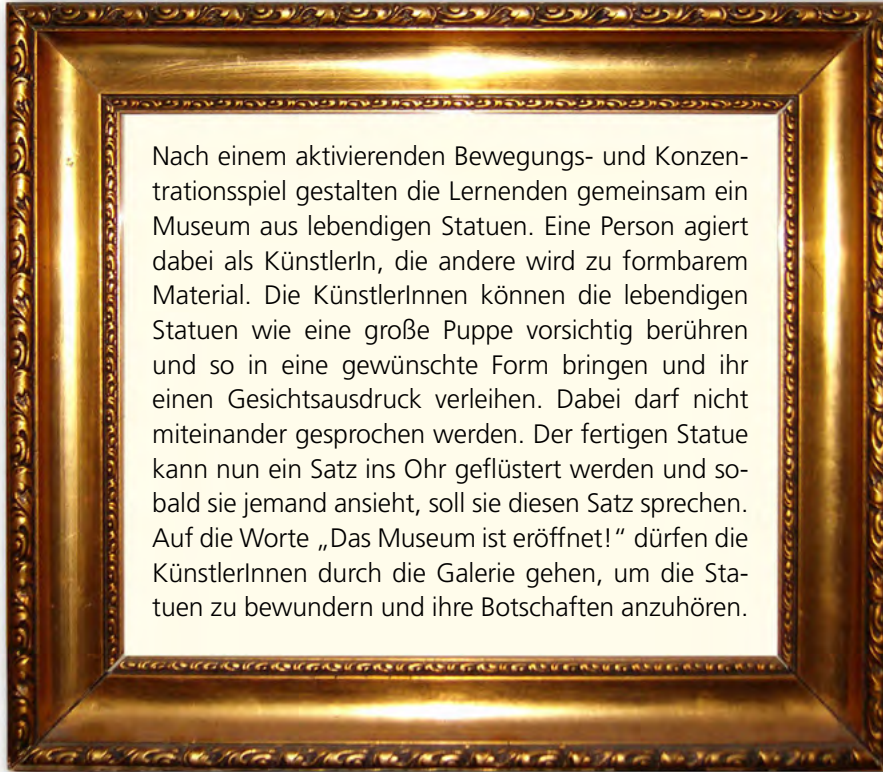 Nach einem aktivierenden Bewegungs- und Konzen-
trationsspiel gestalten die Lernenden gemeinsam ein
Museum aus lebendigen Statuen. Eine Person agiert
dabei als KünstlerIn, die andere wird zu formbarem
Material. Die KünstlerInnen können die lebendigen
Statuen wie eine große Puppe vorsichtig berühren
und so in eine gewünschte Form bringen und ihr
einen Gesichtsausdruck verleihen. Dabei darf nicht
miteinander gesprochen werden. Der fertigen Statue
kann nun ein Satz ins Ohr geflüstert werden und so-
bald sie jemand ansieht, soll sie diesen Satz sprechen.
Auf die Worte „Das Museum ist eröffnet!“ dürfen die
KünstlerInnen durch die Galerie gehen, um die Sta-
tuen zu bewundern und ihre Botschaften anzuhören.